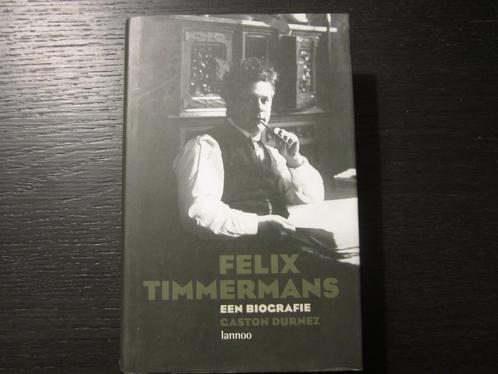 FELIX
TIMMERMANS
EEN BIOGRAFIE
GASTON DURNEZ
lannoo